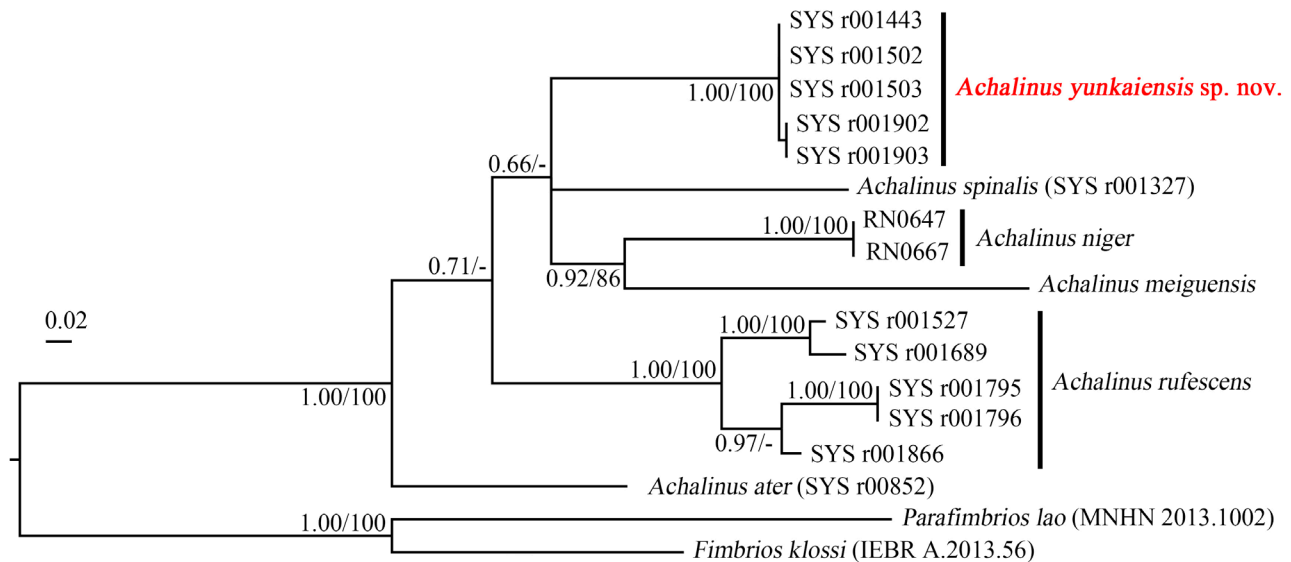 SYS r001443
SYS r001502
1.00/100
SYS r001503
Achalinus yunkaiensis sp. nov.
SYS r001902
SYS r001903
0.66/-
Achalinus spinalis (SYS r001327)
1.00/100
RN0647
Achalinus niger
RN0667
0.71/-
0.92/86
Achalinus meiguensis
0.02
1.00/100
SYS r001527
SYS r001689
1.00/100
1.00/100
SYS r001795
Achalinus rufescens
1.00/100
SYS r001796
0.97/-
SYS r001866
Achalinus ater (SYS r00852)
1.00/100
Parafimbrios lao (MNHN 2013.1002)
Fimbrios klossi (IEBR A.2013.56)